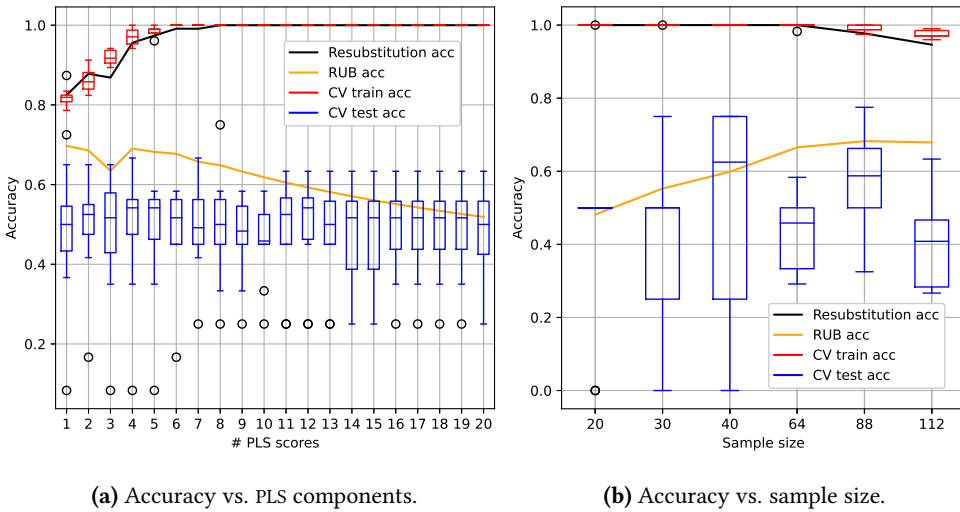 1.0
0.8
0.6
0.4
0.2
Accuracy
Resubstitution acc
RUB acc
CV train acc
CV test acc
1 2 3 4 5 6 7 8 9 10 11 12 13 14 15 16 17 18 19 20
# PLS scores
(a) Accuracy vs. PLS components.
1.0
0.8
0.6
0.4
0.2
0.0
Accuracy
Resubstitution acc
RUB acc
CV train acc
CV test acc
20 30 40 64 88 112
Sample size
(b) Accuracy vs. sample size.